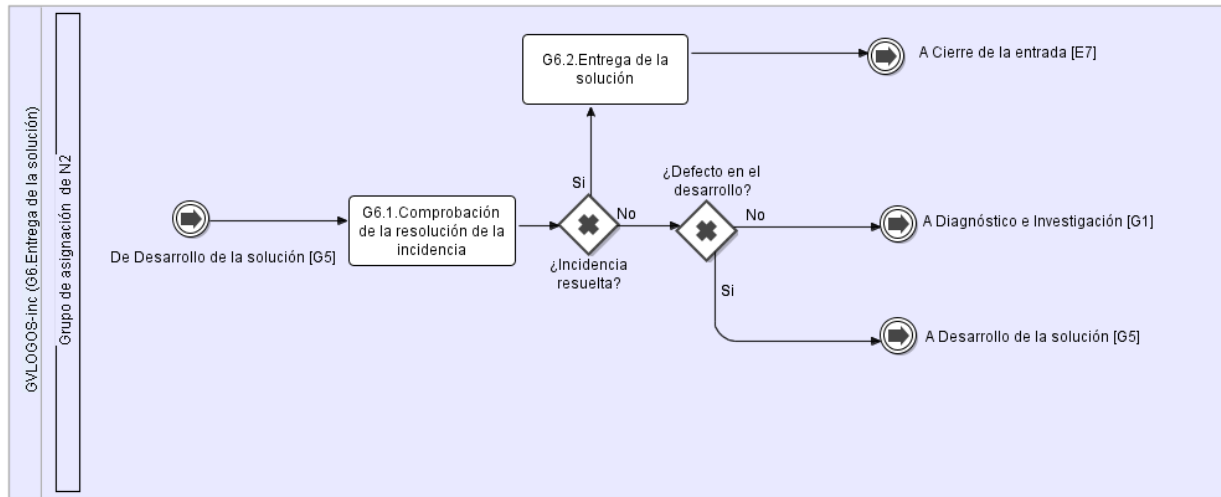 GVLOGOS-inc (G6.Entrega de la solución)
Grupo de asignación de N2
De Desarrollo de la solución [G5]
G6.1.Comprobación
de la resolución de la
incidencia
¿Incidencia
resuelta?
Si
G6.2.Entrega de la
solución
A Cierre de la entrada [E7]
No
¿Defecto en el
desarrollo?
No
A Diagnóstico e Investigación [G1]
Si
A Desarrollo de la solución [G5]